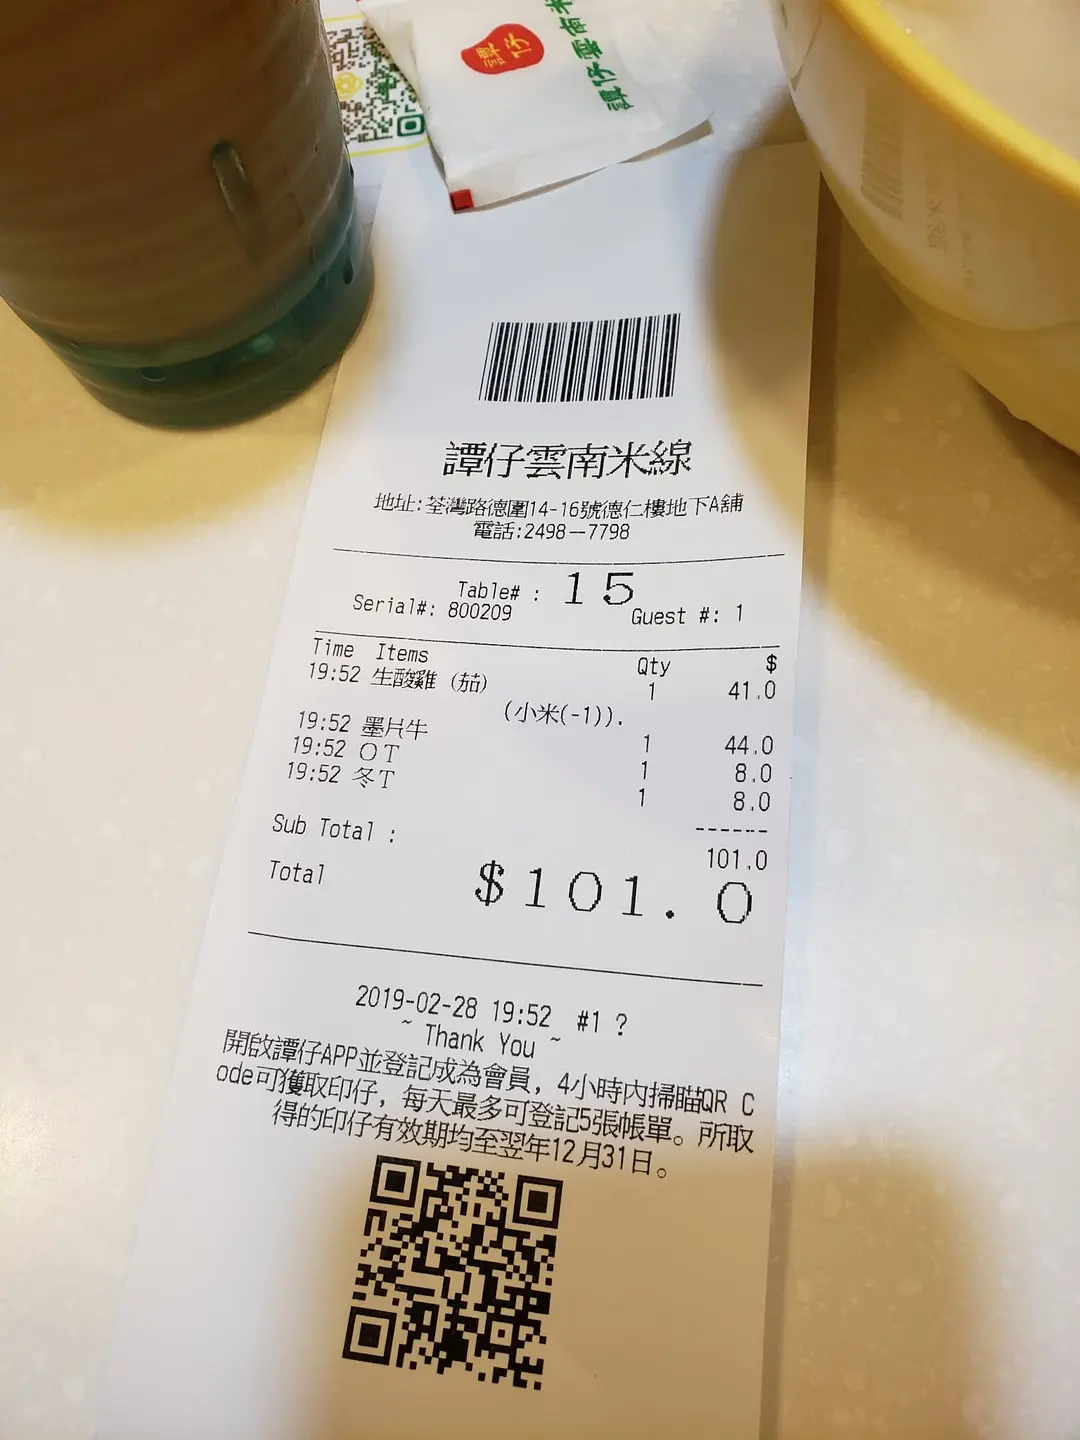 譚仔
譚仔雲南米
譚仔雲南米線
地址:荃灣路德圍14-16號德仁樓地下A舖
電話:2498--7798
Table# : 15
Serial#: 800209 Guest #: 1
Time Items Qty $
19:52 生酸雞 (茄) 1 41.0
(小米(-1)).
19:52 墨片牛 1 44.0
19:52 OT 1 8.0
19:52 冬T 1 8.0
------
Sub Total : 101.0
Total $101.0
2019-02-28 19:52 #1 ?
~ Thank You ~
開啟譚仔APP並登記成為會員, 4小時內掃瞄QR C
ode可獲取印仔, 每天最多可登記5張帳單。所取
得的印仔有效期均至翌年12月31日。